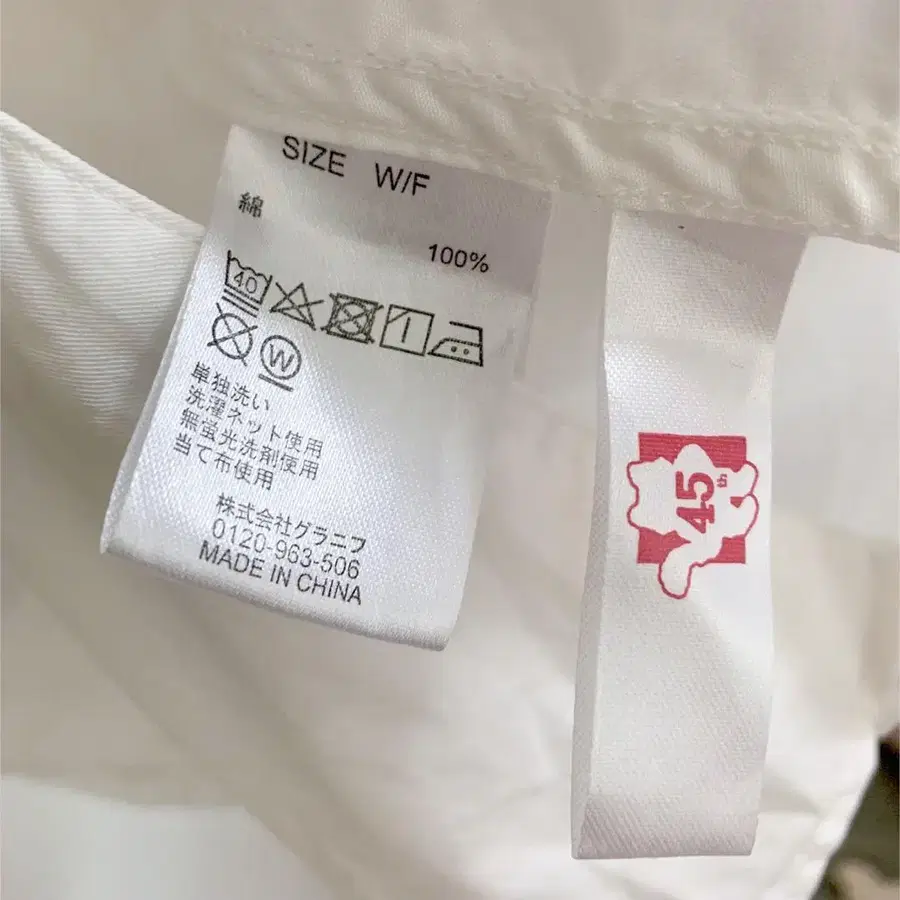 SIZE W/F
綿
100%
40
W
単独洗い
洗濯ネット使用
無蛍光洗剤使用
当て布使用
株式会社グラニフ
0120-963-506
MADE IN CHINA
45th